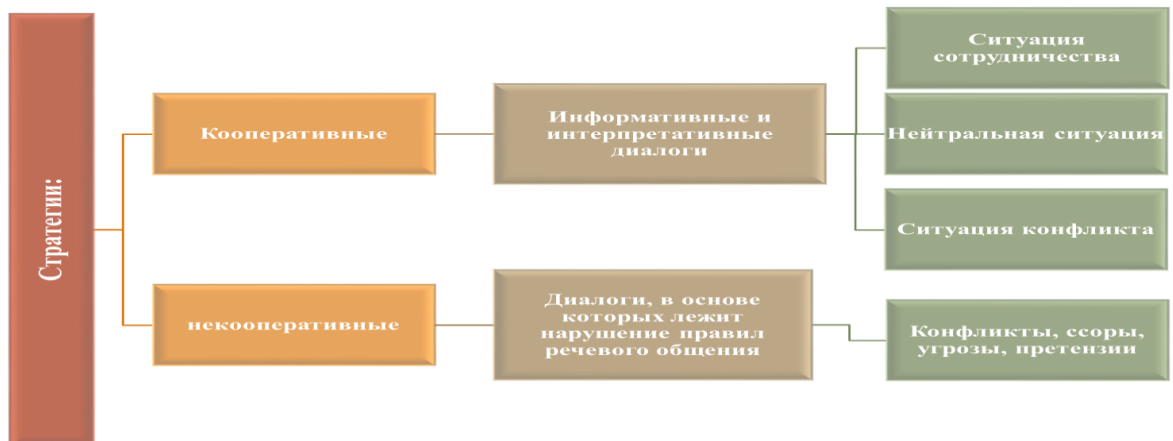 Стратегии:
Кооперативные
Информативные и
интерпретативные
диалоги
Ситуация
сотрудничества
Нейтральная ситуация
Ситуация конфликта
некооперативные
Диалоги, в основе
которых лежит
нарушение правил
речевого общения
Конфликты, ссоры,
угрозы, претензии